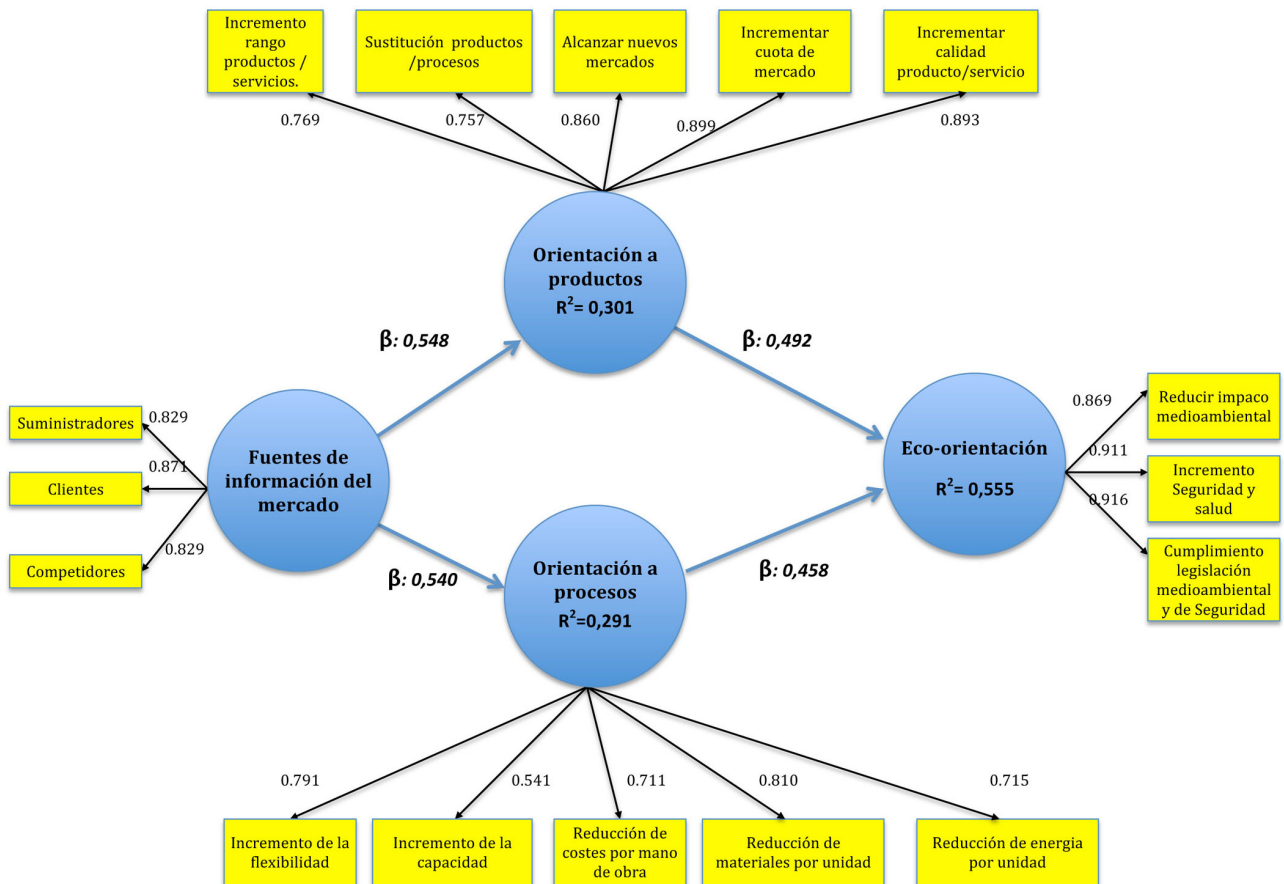 Incremento
rango
productos /
servicios.
Sustitución productos
/procesos
Alcanzar nuevos
mercados
Incrementar
cuota de
mercado
Incrementar
calidad
producto/servicio
0.769
0.757
0.860
0.899
0.893
Orientación a
productos
R²= 0,301
β: 0,548
β: 0,492
Suministradores
Clientes
Competidores
0.829
0.871
0.829
Fuentes de
información del
mercado
Eco-orientación
R²= 0,555
0.869
0.911
0.916
Reducir impaco
medioambiental
Incremento
Seguridad y
salud
Cumplimiento
legislación
medioambiental
y de Seguridad
β: 0,540
β: 0,458
Orientación a
procesos
R²=0,291
0.791
0.541
0.711
0.810
0.715
Incremento de la
flexibilidad
Incremento de la
capacidad
Reducción de
costes por mano
de obra
Reducción de
materiales por unidad
Reducción de energia
por unidad